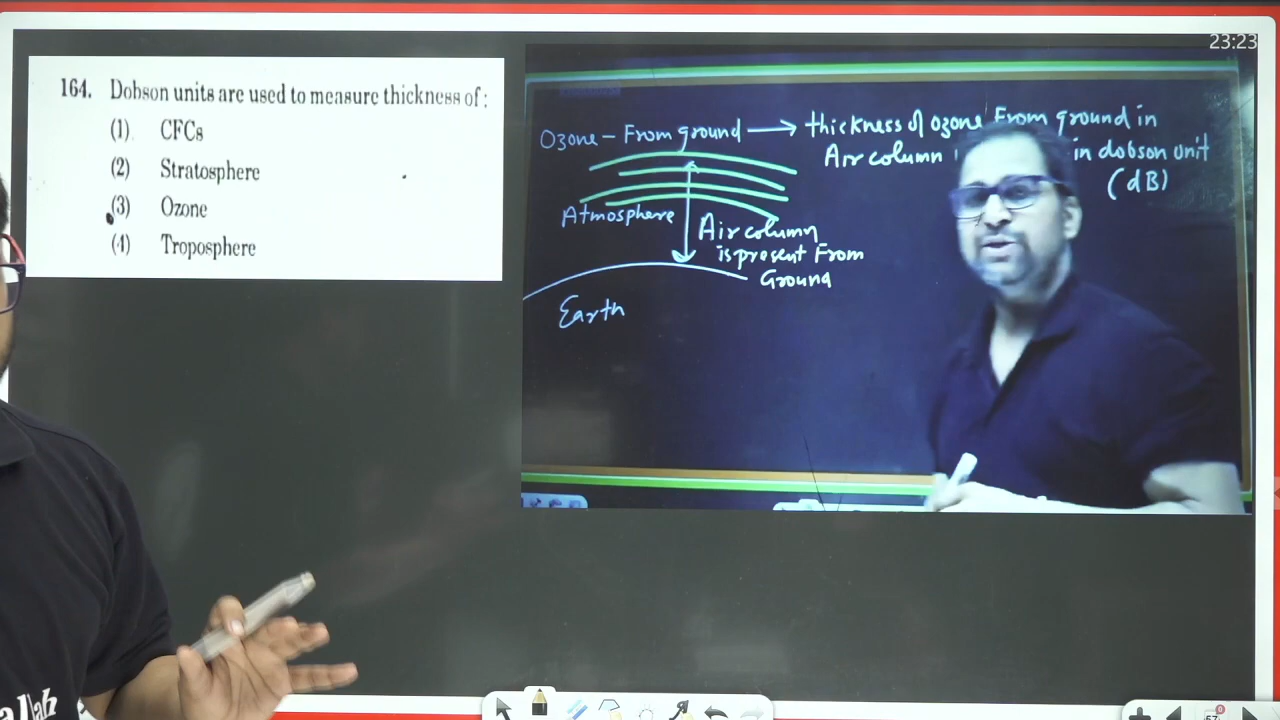 23:23
164. Dobson units are used to measure thickness of :
(1) CFCs
(2) Stratosphere
(3) Ozone
(4) Troposphere
Ozone - From ground → thickness of ozone From ground in
Air column in dobson unit
(dB)
Atmosphere
Air column
is present From
Ground
Earth